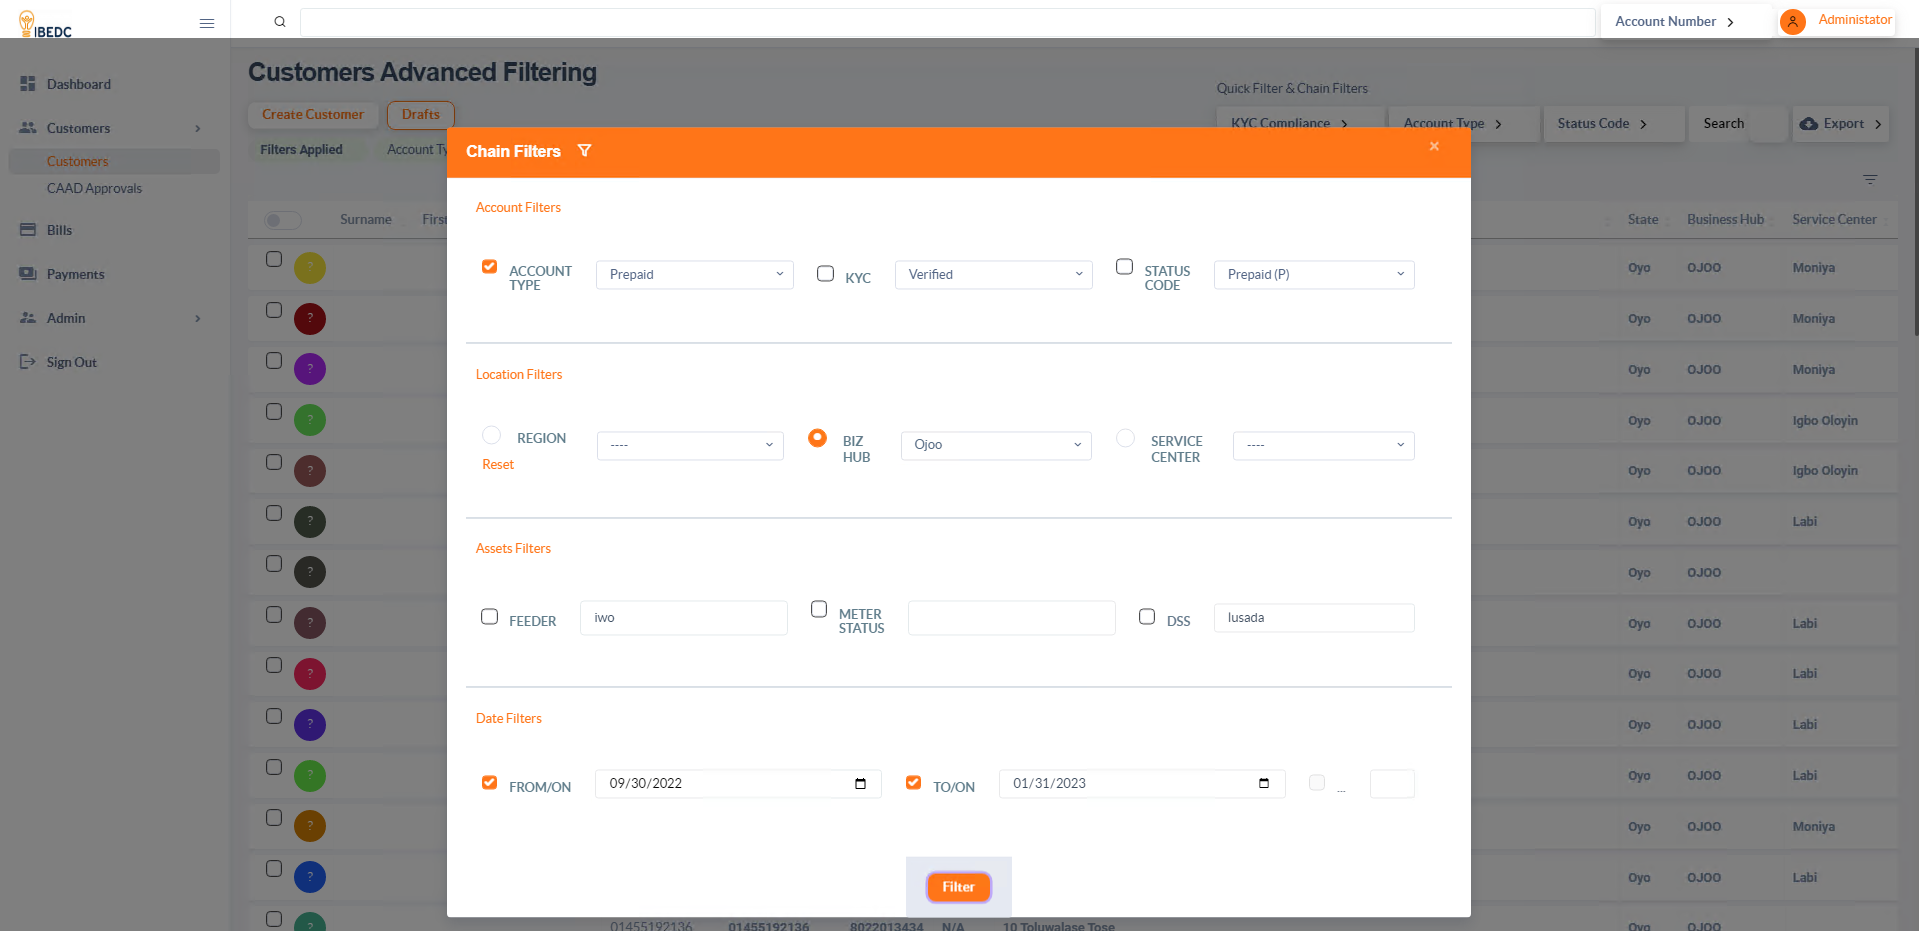 IBEDC
Account Number
Administator
Dashboard
Customers
Customers
CAAD Approvals
Bills
Payments
Admin
Sign Out
Customers Advanced Filtering
Create Customer
Drafts
Filters Applied
Account Ty
Quick Filter & Chain Filters
KYC Compliance
Account Type
Status Code
Search
Export
Surname
First
State
Business Hub
Service Center
Chain Filters
×
Account Filters
ACCOUNT TYPE
Prepaid
KYC
Verified
STATUS CODE
Prepaid (P)
Location Filters
REGION
----
Reset
BIZ HUB
Ojoo
SERVICE CENTER
----
Assets Filters
FEEDER
iwo
METER STATUS
DSS
lusada
Date Filters
FROM/ON
09/30/2022
TO/ON
01/31/2023
...
Filter
? Oyo OJOO Moniya
? Oyo OJOO Moniya
? Oyo OJOO Moniya
? Oyo OJOO Igbo Oloyin
? Oyo OJOO Igbo Oloyin
? Oyo OJOO Labi
? Oyo OJOO
? Oyo OJOO Labi
? Oyo OJOO Labi
? Oyo OJOO Labi
? Oyo OJOO Labi
? Oyo OJOO Moniya
? Oyo OJOO Labi
? 01455192136 01455192136 8022013434 N/A 10 Toluwalase Tose Oyo OJOO Labi